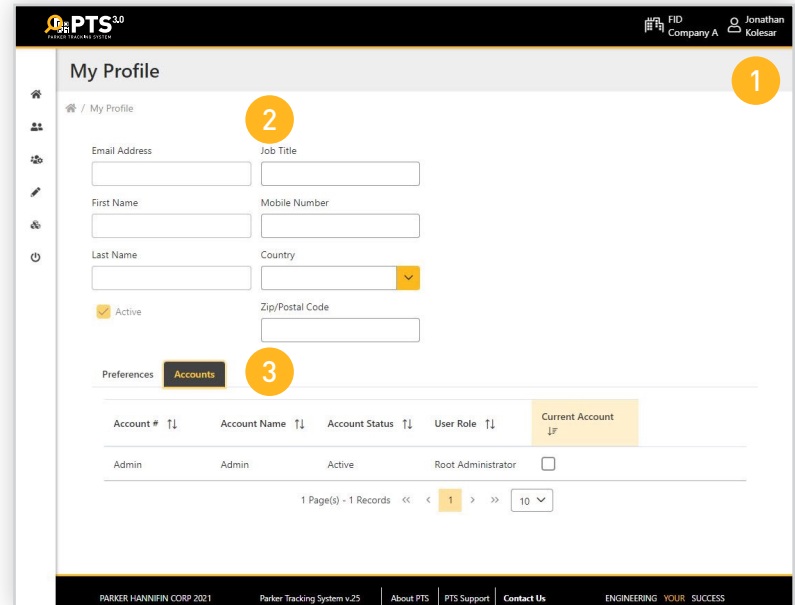 PTS 3.0
PARKER TRACKING SYSTEM
FID
Company A
Jonathan
Kolesar
My Profile
1
/ My Profile
2
Email Address
Job Title
First Name
Mobile Number
Last Name
Country
Active
Zip/Postal Code
Preferences
Accounts
3
Account # Account Name Account Status User Role Current Account
Admin Admin Active Root Administrator
1 Page(s) - 1 Records « ‹ 1 › » 10
PARKER HANNIFIN CORP 2021 Parker Tracking System v.25 About PTS PTS Support Contact Us ENGINEERING YOUR SUCCESS